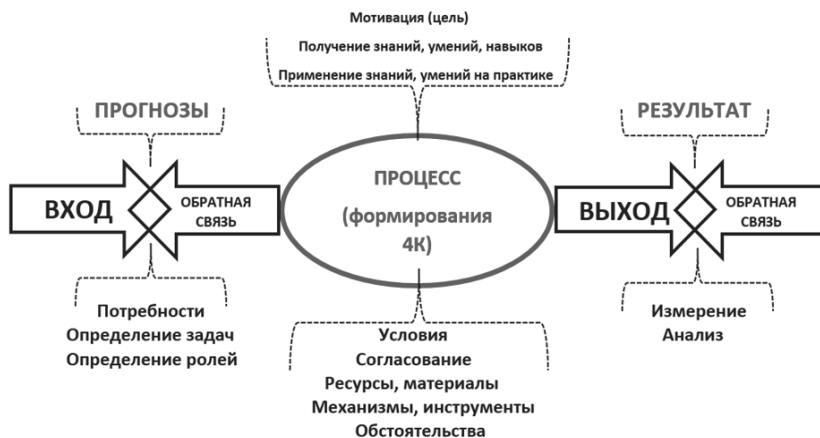 Мотивация (цель)
Получение знаний, умений, навыков
Применение знаний, умений на практике
ПРОГНОЗЫ
РЕЗУЛЬТАТ
ВХОД
ОБРАТНАЯ
СВЯЗЬ
ПРОЦЕСС
(формирования
4К)
ВЫХОД
ОБРАТНАЯ
СВЯЗЬ
Потребности
Определение задач
Определение ролей
Условия
Согласование
Ресурсы, материалы
Механизмы, инструменты
Обстоятельства
Измерение
Анализ